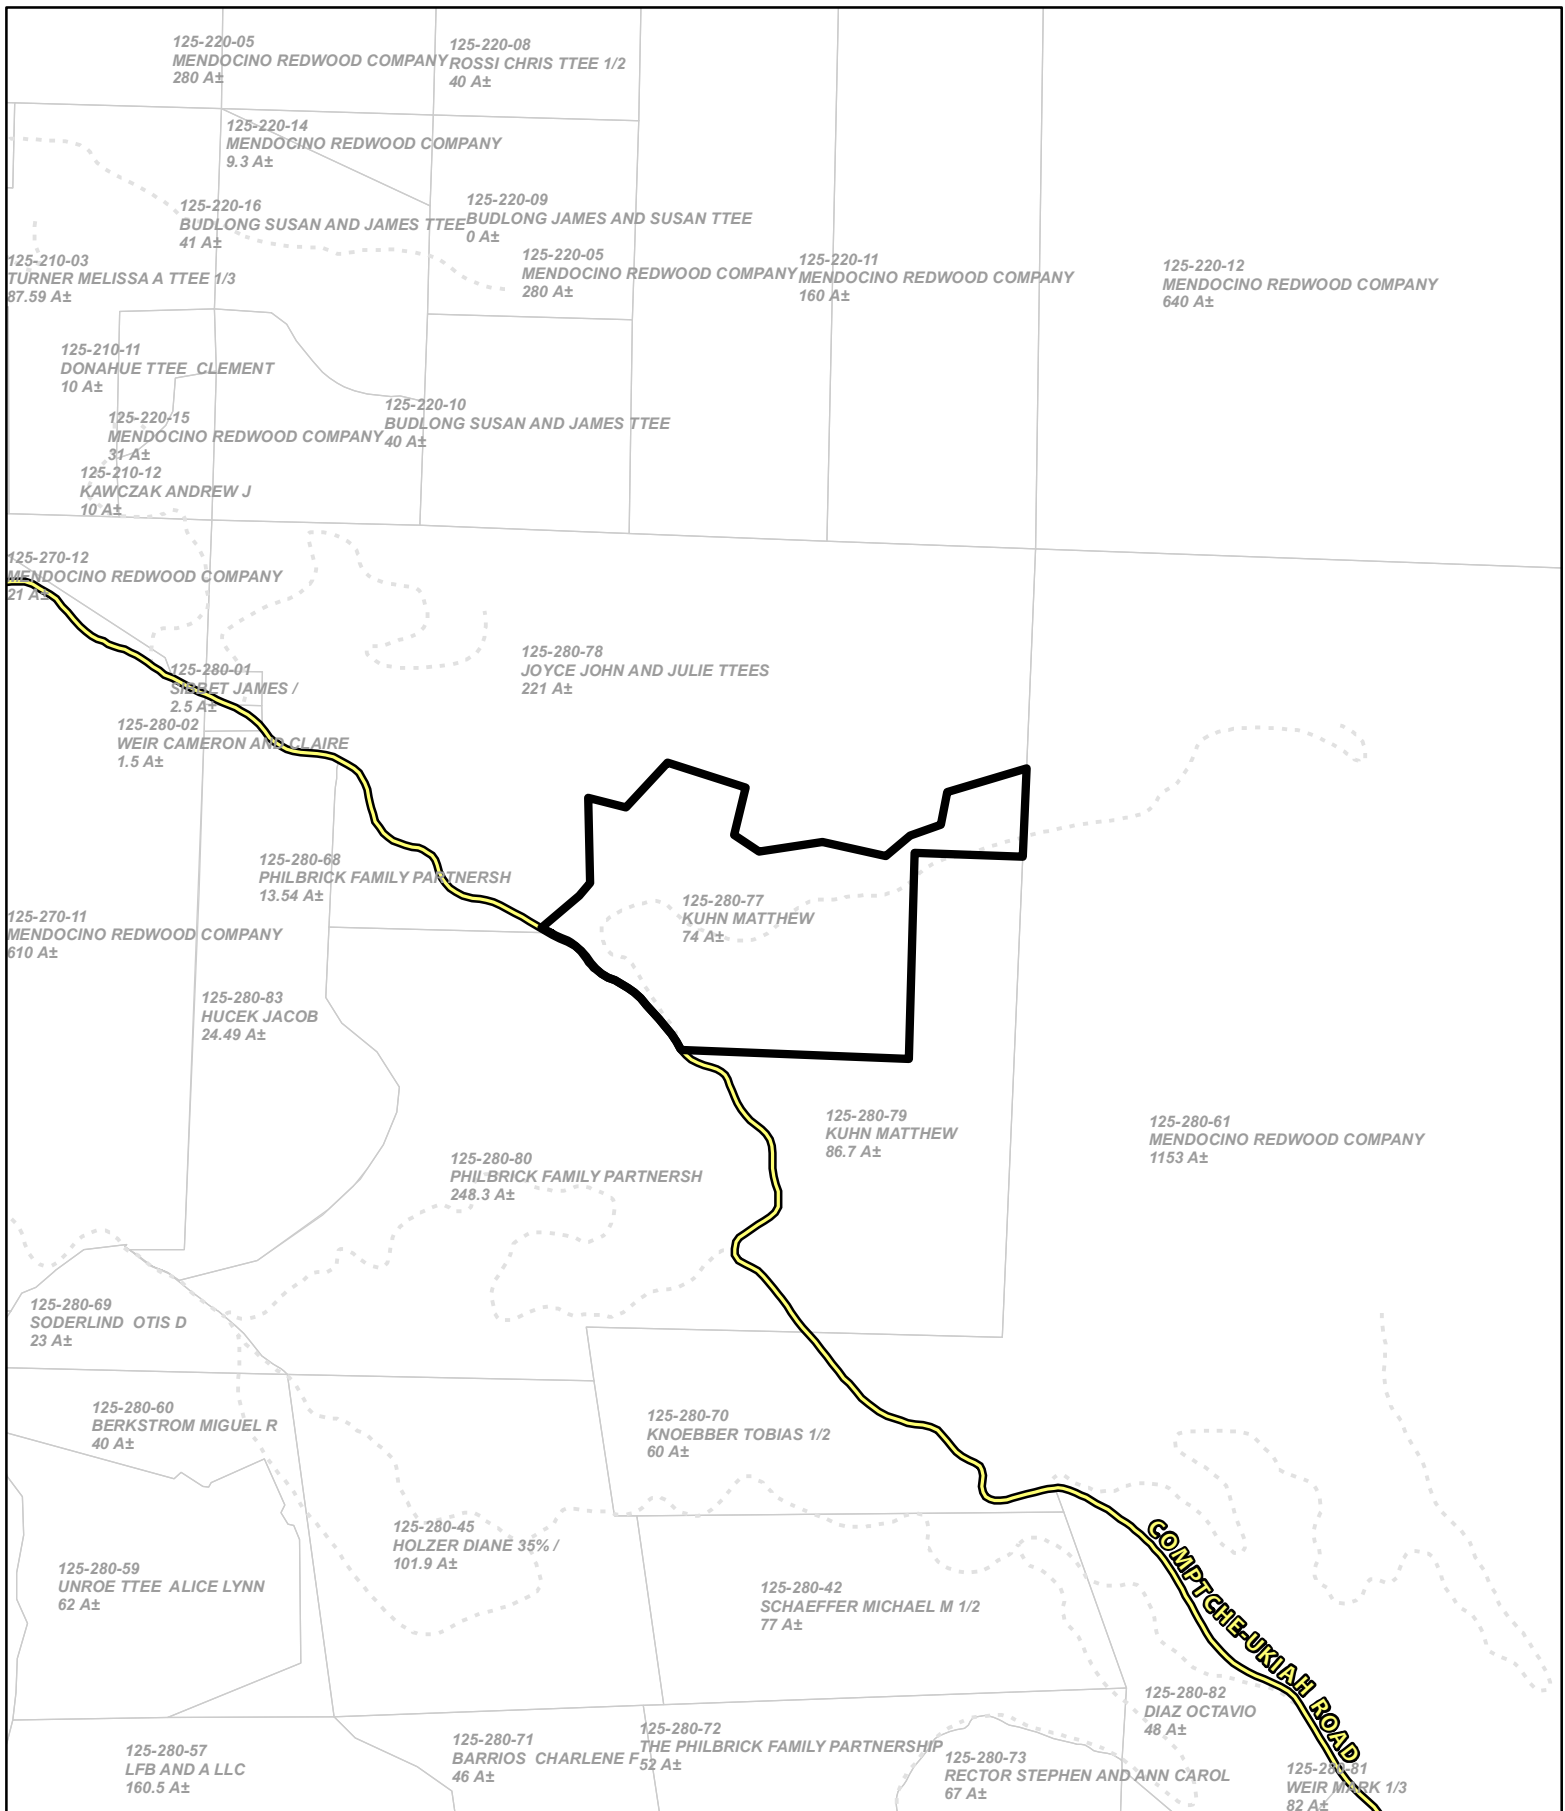 125-220-05
MENDOCINO REDWOOD COMPANY
280 A±
125-220-08
ROSSI CHRIS TTEE 1/2
40 A±
125-220-14
MENDOCINO REDWOOD COMPANY
9.3 A±
125-220-16
BUDLONG SUSAN AND JAMES TTEE
41 A±
125-220-09
BUDLONG JAMES AND SUSAN TTEE
0 A±
125-210-03
TURNER MELISSA A TTEE 1/3
87.59 A±
125-220-05
MENDOCINO REDWOOD COMPANY
280 A±
125-220-11
MENDOCINO REDWOOD COMPANY
160 A±
125-220-12
MENDOCINO REDWOOD COMPANY
640 A±
125-210-11
DONAHUE TTEE  CLEMENT
10 A±
125-220-15
MENDOCINO REDWOOD COMPANY
31 A±
125-220-10
BUDLONG SUSAN AND JAMES TTEE
40 A±
125-210-12
KAWCZAK ANDREW J
10 A±
125-270-12
MENDOCINO REDWOOD COMPANY
21 A±
125-280-78
JOYCE JOHN AND JULIE TTEES
221 A±
125-280-01
SIBBET JAMES /
2.5 A±
125-280-02
WEIR CAMERON AND CLAIRE
1.5 A±
125-280-68
PHILBRICK FAMILY PARTNERSH
13.54 A±
125-280-77
KUHN MATTHEW
74 A±
125-270-11
MENDOCINO REDWOOD COMPANY
610 A±
125-280-83
HUCEK JACOB
24.49 A±
125-280-79
KUHN MATTHEW
86.7 A±
125-280-61
MENDOCINO REDWOOD COMPANY
1153 A±
125-280-80
PHILBRICK FAMILY PARTNERSH
248.3 A±
125-280-69
SODERLIND  OTIS D
23 A±
125-280-60
BERKSTROM MIGUEL R
40 A±
125-280-70
KNOEBBER TOBIAS 1/2
60 A±
125-280-45
HOLZER DIANE 35% /
101.9 A±
125-280-59
UNROE TTEE  ALICE LYNN
62 A±
125-280-42
SCHAEFFER MICHAEL M 1/2
77 A±
COMPTCHE-UKIAH ROAD
125-280-82
DIAZ OCTAVIO
48 A±
125-280-57
LFB AND A LLC
160.5 A±
125-280-71
BARRIOS  CHARLENE F
46 A±
125-280-72
THE PHILBRICK FAMILY PARTNERSHIP
52 A±
125-280-73
RECTOR STEPHEN AND ANN CAROL
67 A±
125-280-81
WEIR MARK 1/3
82 A±